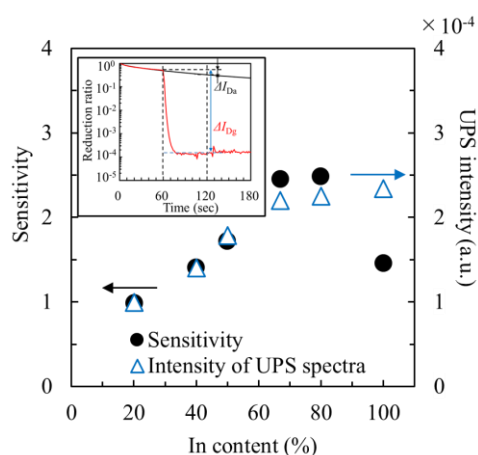 × 10⁻⁴
4
3
2
1
0
Sensitivity
4
3
2
1
0
UPS intensity (a.u.)
10⁰
10⁻¹
10⁻²
10⁻³
10⁻⁴
10⁻⁵
Reduction ratio
ΔI_Da
ΔI_Dg
0 60 120 180
Time (sec)
Sensitivity
Intensity of UPS spectra
0 20 40 60 80 100
In content (%)